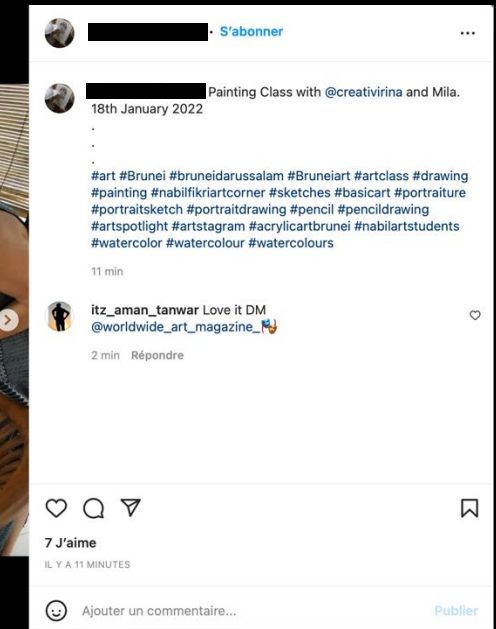 • S'abonner
Painting Class with @creativirina and Mila.
18th January 2022
.
.
.
#art #Brunei #bruneidarussalam #Bruneiart #artclass #drawing
#painting #nabilfikriartcorner #sketches #basicart #portraiture
#portraitsketch #portraitdrawing #pencil #pencildrawing
#artspotlight #artstagram #acrylicartbrunei #nabilartstudents
#watercolor #watercolour #watercolours
11 min
itz_aman_tanwar Love it DM
@worldwide_art_magazine_
2 min Répondre
7 J'aime
IL Y A 11 MINUTES
Ajouter un commentaire... Publier